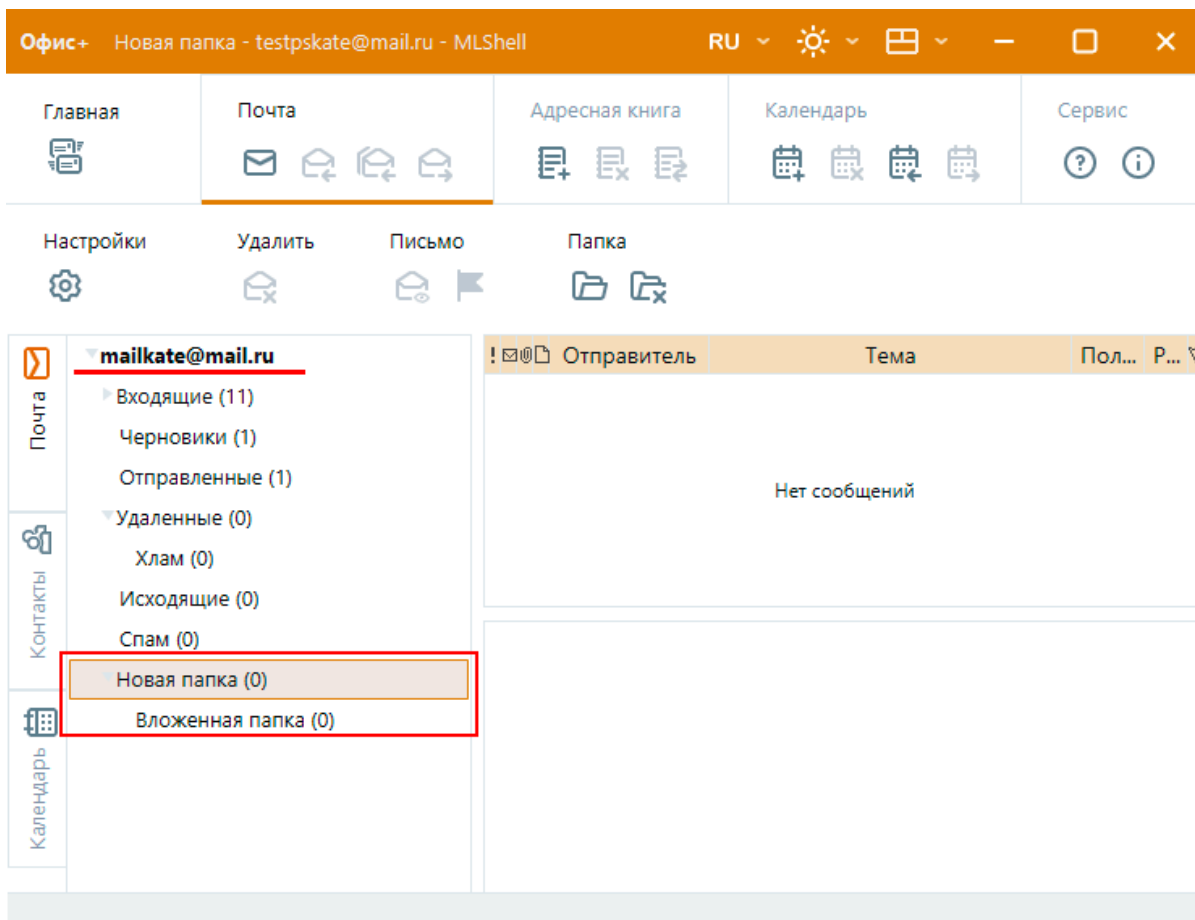 Офис+ Новая папка - testpskate@mail.ru - MLShell RU
Главная Почта Адресная книга Календарь Сервис
Настройки Удалить Письмо Папка
Почта
Контакты
Календарь
mailkate@mail.ru
Входящие (11)
Черновики (1)
Отправленные (1)
Удаленные (0)
Хлам (0)
Исходящие (0)
Спам (0)
Новая папка (0)
Вложенная папка (0)
! Отправитель Тема Пол... Р...
Нет сообщений